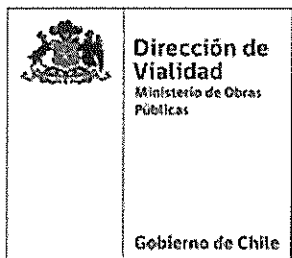 Dirección de
Vialidad
Ministerio de Obras
Públicas
Gobierno de Chile